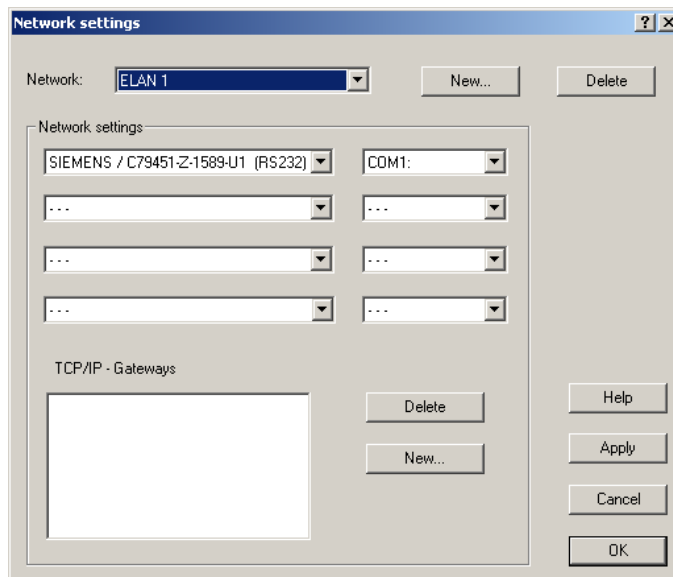 Network settings
Network: ELAN 1 New... Delete
Network settings
SIEMENS / C79451-Z-1589-U1 (RS232) COM1:
- - - - - -
- - - - - -
- - - - - -
TCP/IP - Gateways
Delete
New...
Help
Apply
Cancel
OK